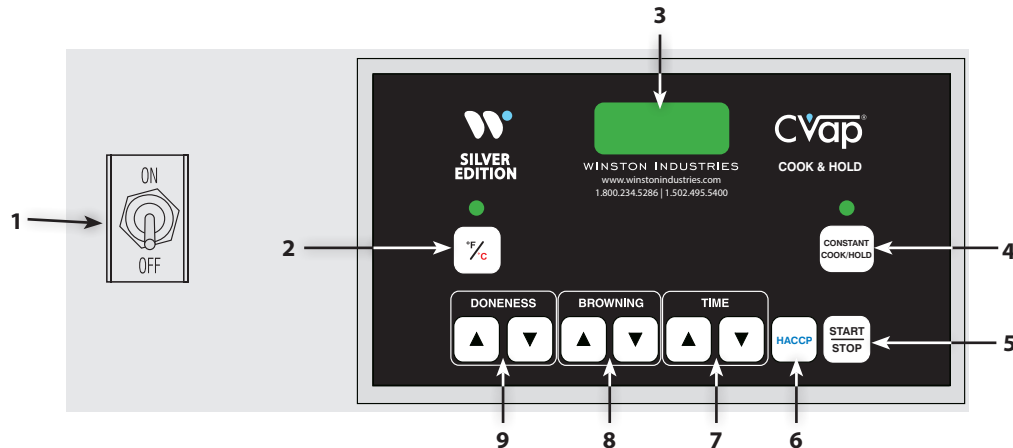 3
ON
OFF
1
SILVER
EDITION
WINSTON INDUSTRIES
www.winstonindustries.com
1.800.234.5286 | 1.502.495.5400
CVap®
COOK & HOLD
2
°F/°C
CONSTANT
COOK/HOLD
4
DONENESS
BROWNING
TIME
HACCP
START
STOP
5
9
8
7
6